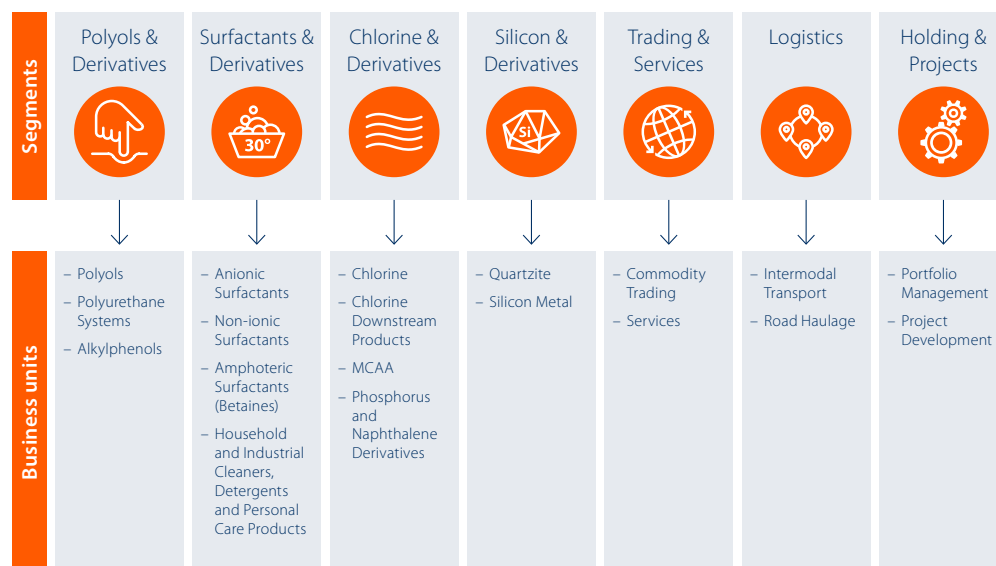 Segments
Polyols &
Derivatives
Surfactants &
Derivatives
30°
Chlorine &
Derivatives
Silicon &
Derivatives
Si
Trading &
Services
Logistics
Holding &
Projects
Business units
– Polyols
– Polyurethane
Systems
– Alkylphenols
– Anionic
Surfactants
– Non-ionic
Surfactants
– Amphoteric
Surfactants
(Betaines)
– Household
and Industrial
Cleaners,
Detergents
and Personal
Care Products
– Chlorine
– Chlorine
Downstream
Products
– MCAA
– Phosphorus
and
Naphthalene
Derivatives
– Quartzite
– Silicon Metal
– Commodity
Trading
– Services
– Intermodal
Transport
– Road Haulage
– Portfolio
Management
– Project
Development